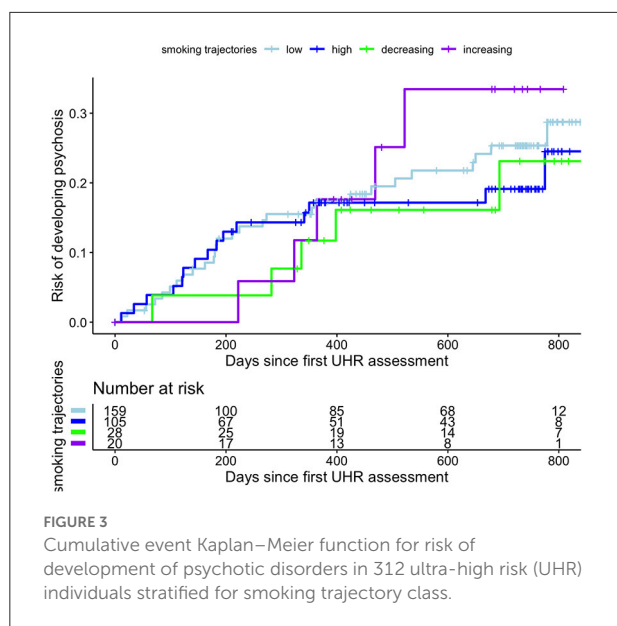 smoking trajectories low high decreasing increasing
Risk of developing psychosis
0.3
0.2
0.1
0.0
0 200 400 600 800
Days since first UHR assessment
Number at risk
smoking trajectories
159 100 85 68 12
105 67 51 43 8
28 25 19 14 7
20 17 13 8 1
0 200 400 600 800
Days since first UHR assessment
FIGURE 3
Cumulative event Kaplan–Meier function for risk of
development of psychotic disorders in 312 ultra-high risk (UHR)
individuals stratified for smoking trajectory class.